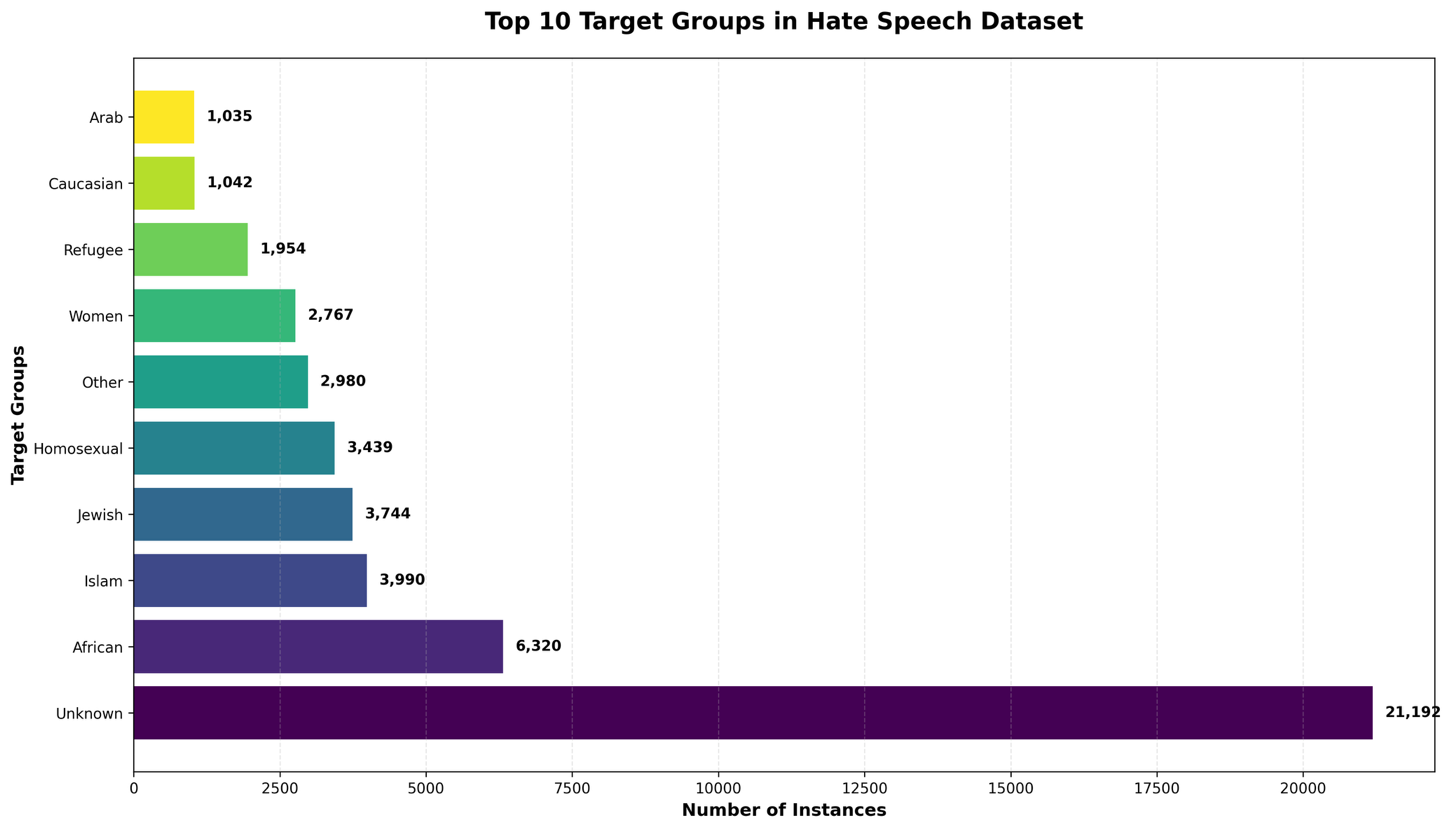 Top 10 Target Groups in Hate Speech Dataset
Target Groups
Arab 1,035
Caucasian 1,042
Refugee 1,954
Women 2,767
Other 2,980
Homosexual 3,439
Jewish 3,744
Islam 3,990
African 6,320
Unknown 21,192
0 2500 5000 7500 10000 12500 15000 17500 20000
Number of Instances